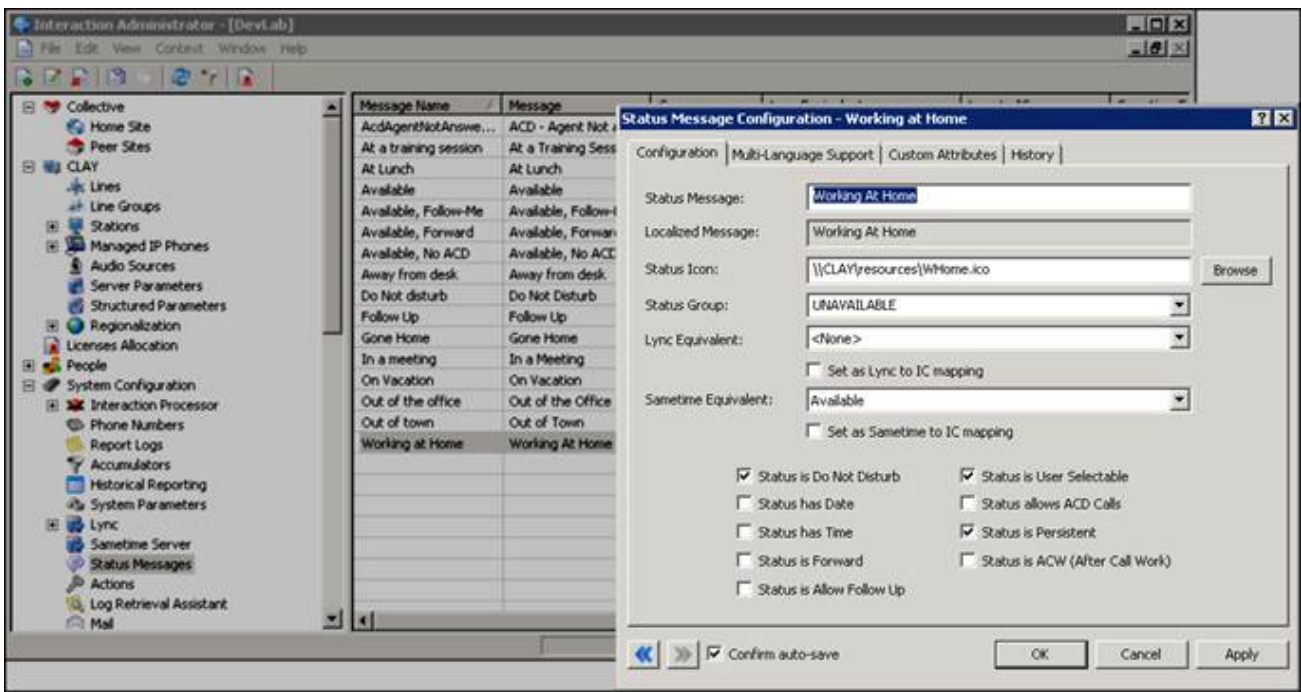 Interaction Administrator - [DevLab]
File Edit View Context Window Help
Collective
Home Site
Peer Sites
CLAY
Lines
Line Groups
Stations
Managed IP Phones
Audio Sources
Server Parameters
Structured Parameters
Regionalization
Licenses Allocation
People
System Configuration
Interaction Processor
Phone Numbers
Report Logs
Accumulators
Historical Reporting
System Parameters
Lync
Sametime Server
Status Messages
Actions
Log Retrieval Assistant
Mail
Message Name Message
AcdAgentNotAnswe... ACD - Agent Not
At a training session At a Training Sess
At Lunch At Lunch
Available Available
Available, Follow-Me Available, Follow-
Available, Forward Available, Forwar
Available, No ACD Available, No ACD
Away from desk Away from desk
Do Not disturb Do Not Disturb
Follow Up Follow Up
Gone Home Gone Home
In a meeting In a Meeting
On Vacation On Vacation
Out of the office Out of the Office
Out of town Out of Town
Working at Home Working At Home
Status Message Configuration - Working at Home
Configuration Multi-Language Support Custom Attributes History
Status Message: Working At Home
Localized Message: Working At Home
Status Icon: \\CLAY\resources\WHome.ico Browse
Status Group: UNAVAILABLE
Lync Equivalent: <None>
Set as Lync to IC mapping
Sametime Equivalent: Available
Set as Sametime to IC mapping
Status is Do Not Disturb Status is User Selectable
Status has Date Status allows ACD Calls
Status has Time Status is Persistent
Status is Forward Status is ACW (After Call Work)
Status is Allow Follow Up
Confirm auto-save OK Cancel Apply